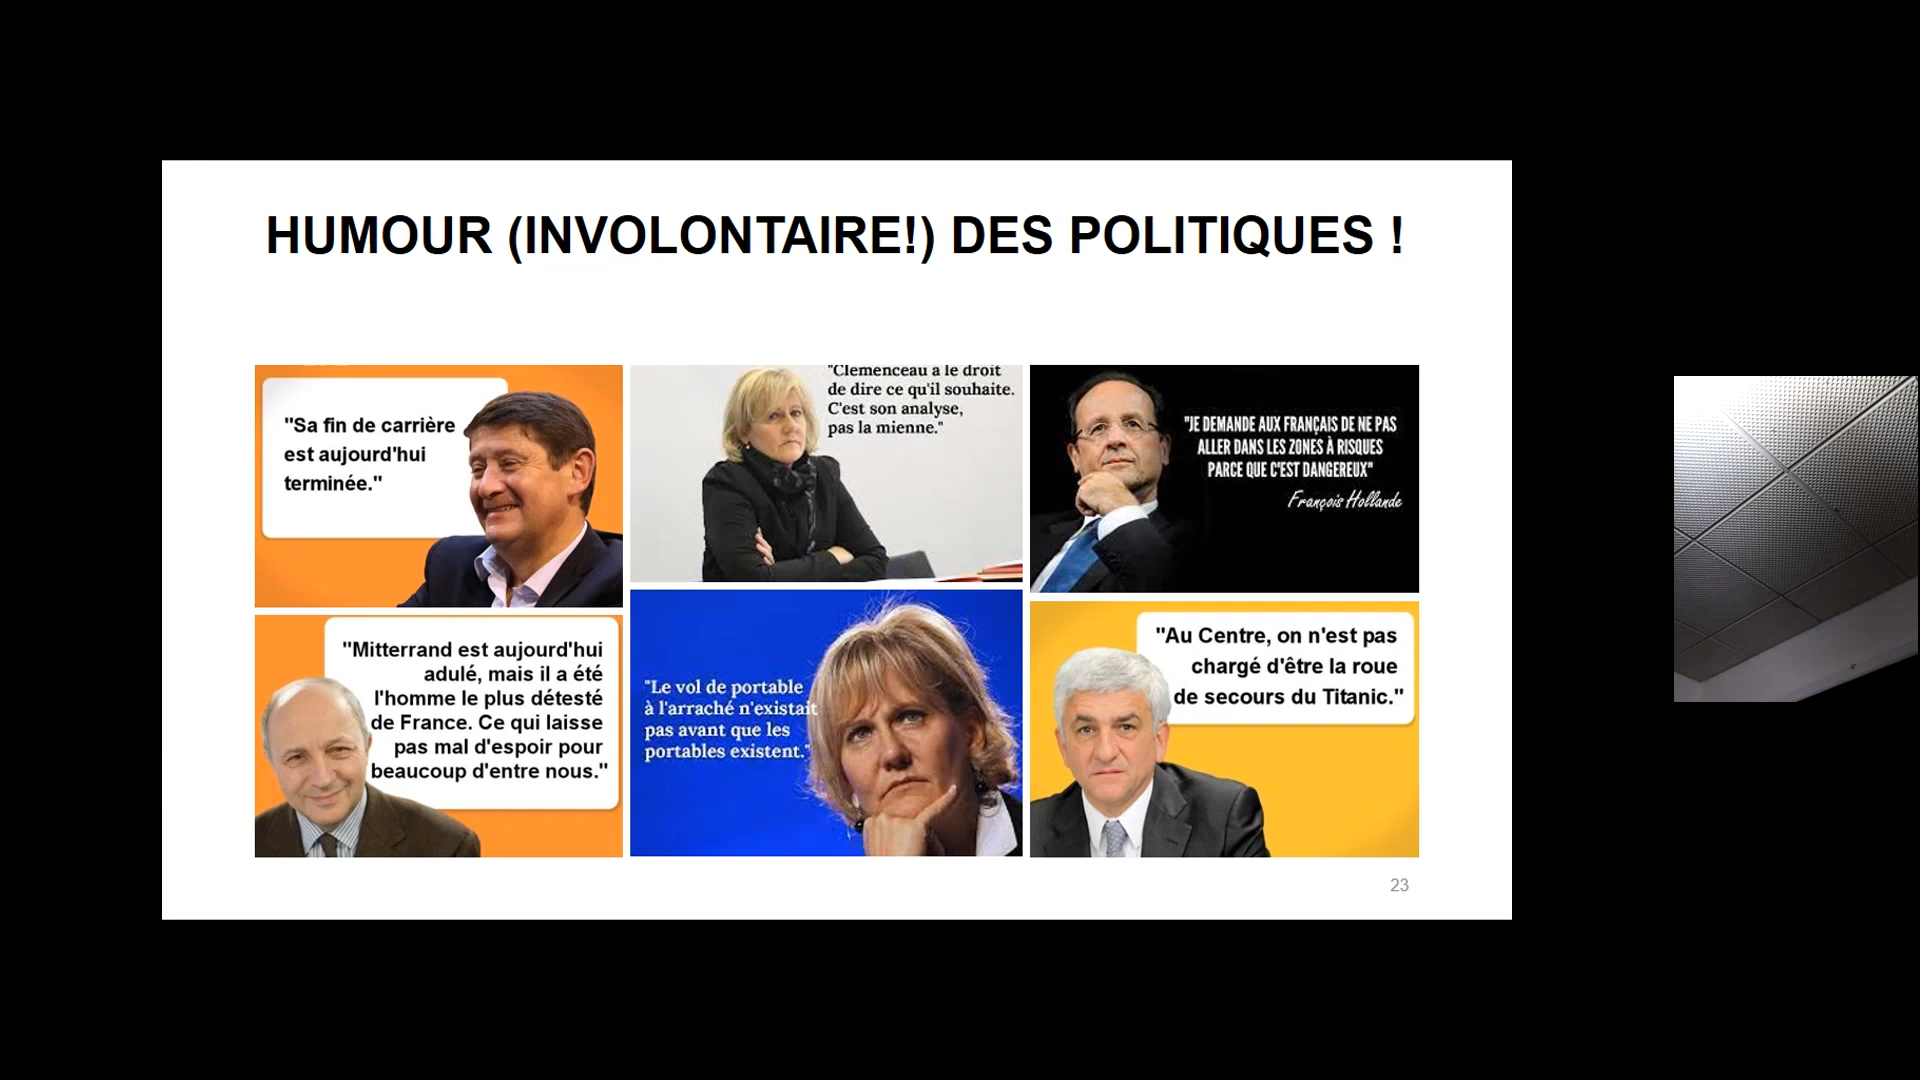 HUMOUR (INVOLONTAIRE!) DES POLITIQUES !
"Sa fin de carrière
est aujourd'hui
terminée."
"Clemenceau a le droit
de dire ce qu'il souhaite.
C'est son analyse,
pas la mienne."
"JE DEMANDE AUX FRANÇAIS DE NE PAS
ALLER DANS LES ZONES À RISQUES
PARCE QUE C'EST DANGEREUX"
François Hollande
"Mitterrand est aujourd'hui
adulé, mais il a été
l'homme le plus détesté
de France. Ce qui laisse
pas mal d'espoir pour
beaucoup d'entre nous."
"Le vol de portable
à l'arraché n'existait
pas avant que les
portables existent."
"Au Centre, on n'est pas
chargé d'être la roue
de secours du Titanic."
23